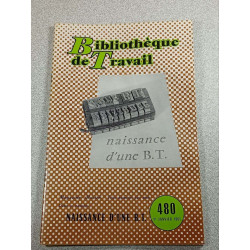 Bibliothèque
de Travail
naissance
d'une B.T.
NAISSANCE D'UNE B.T.
480